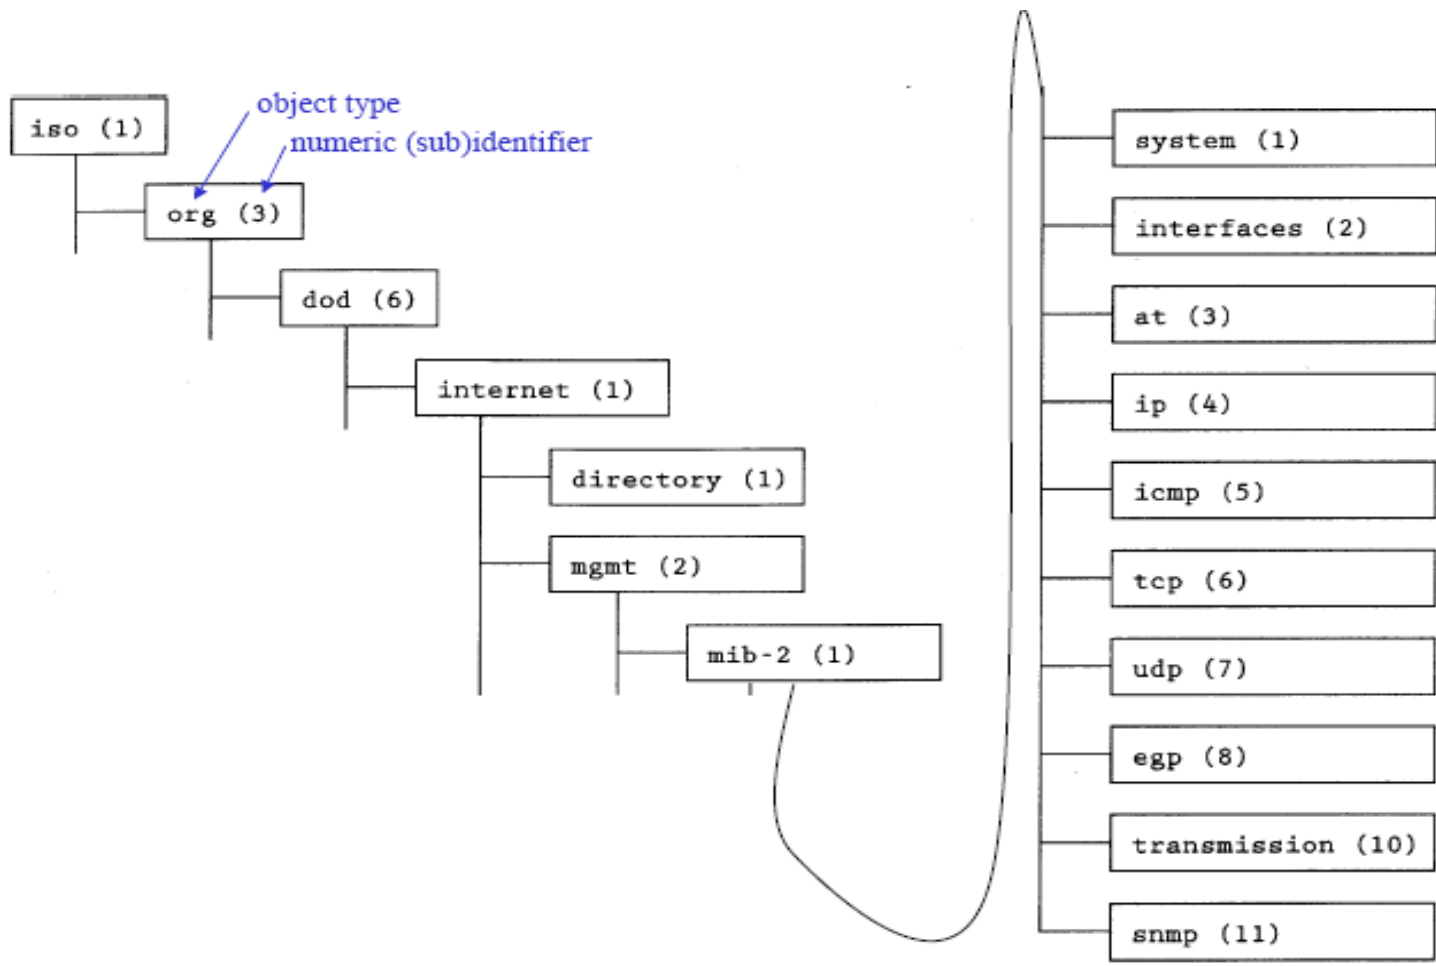 object type
iso (1)
numeric (sub)identifier
org (3)
dod (6)
internet (1)
directory (1)
mgmt (2)
mib-2 (1)
system (1)
interfaces (2)
at (3)
ip (4)
icmp (5)
tcp (6)
udp (7)
egp (8)
transmission (10)
snmp (11)